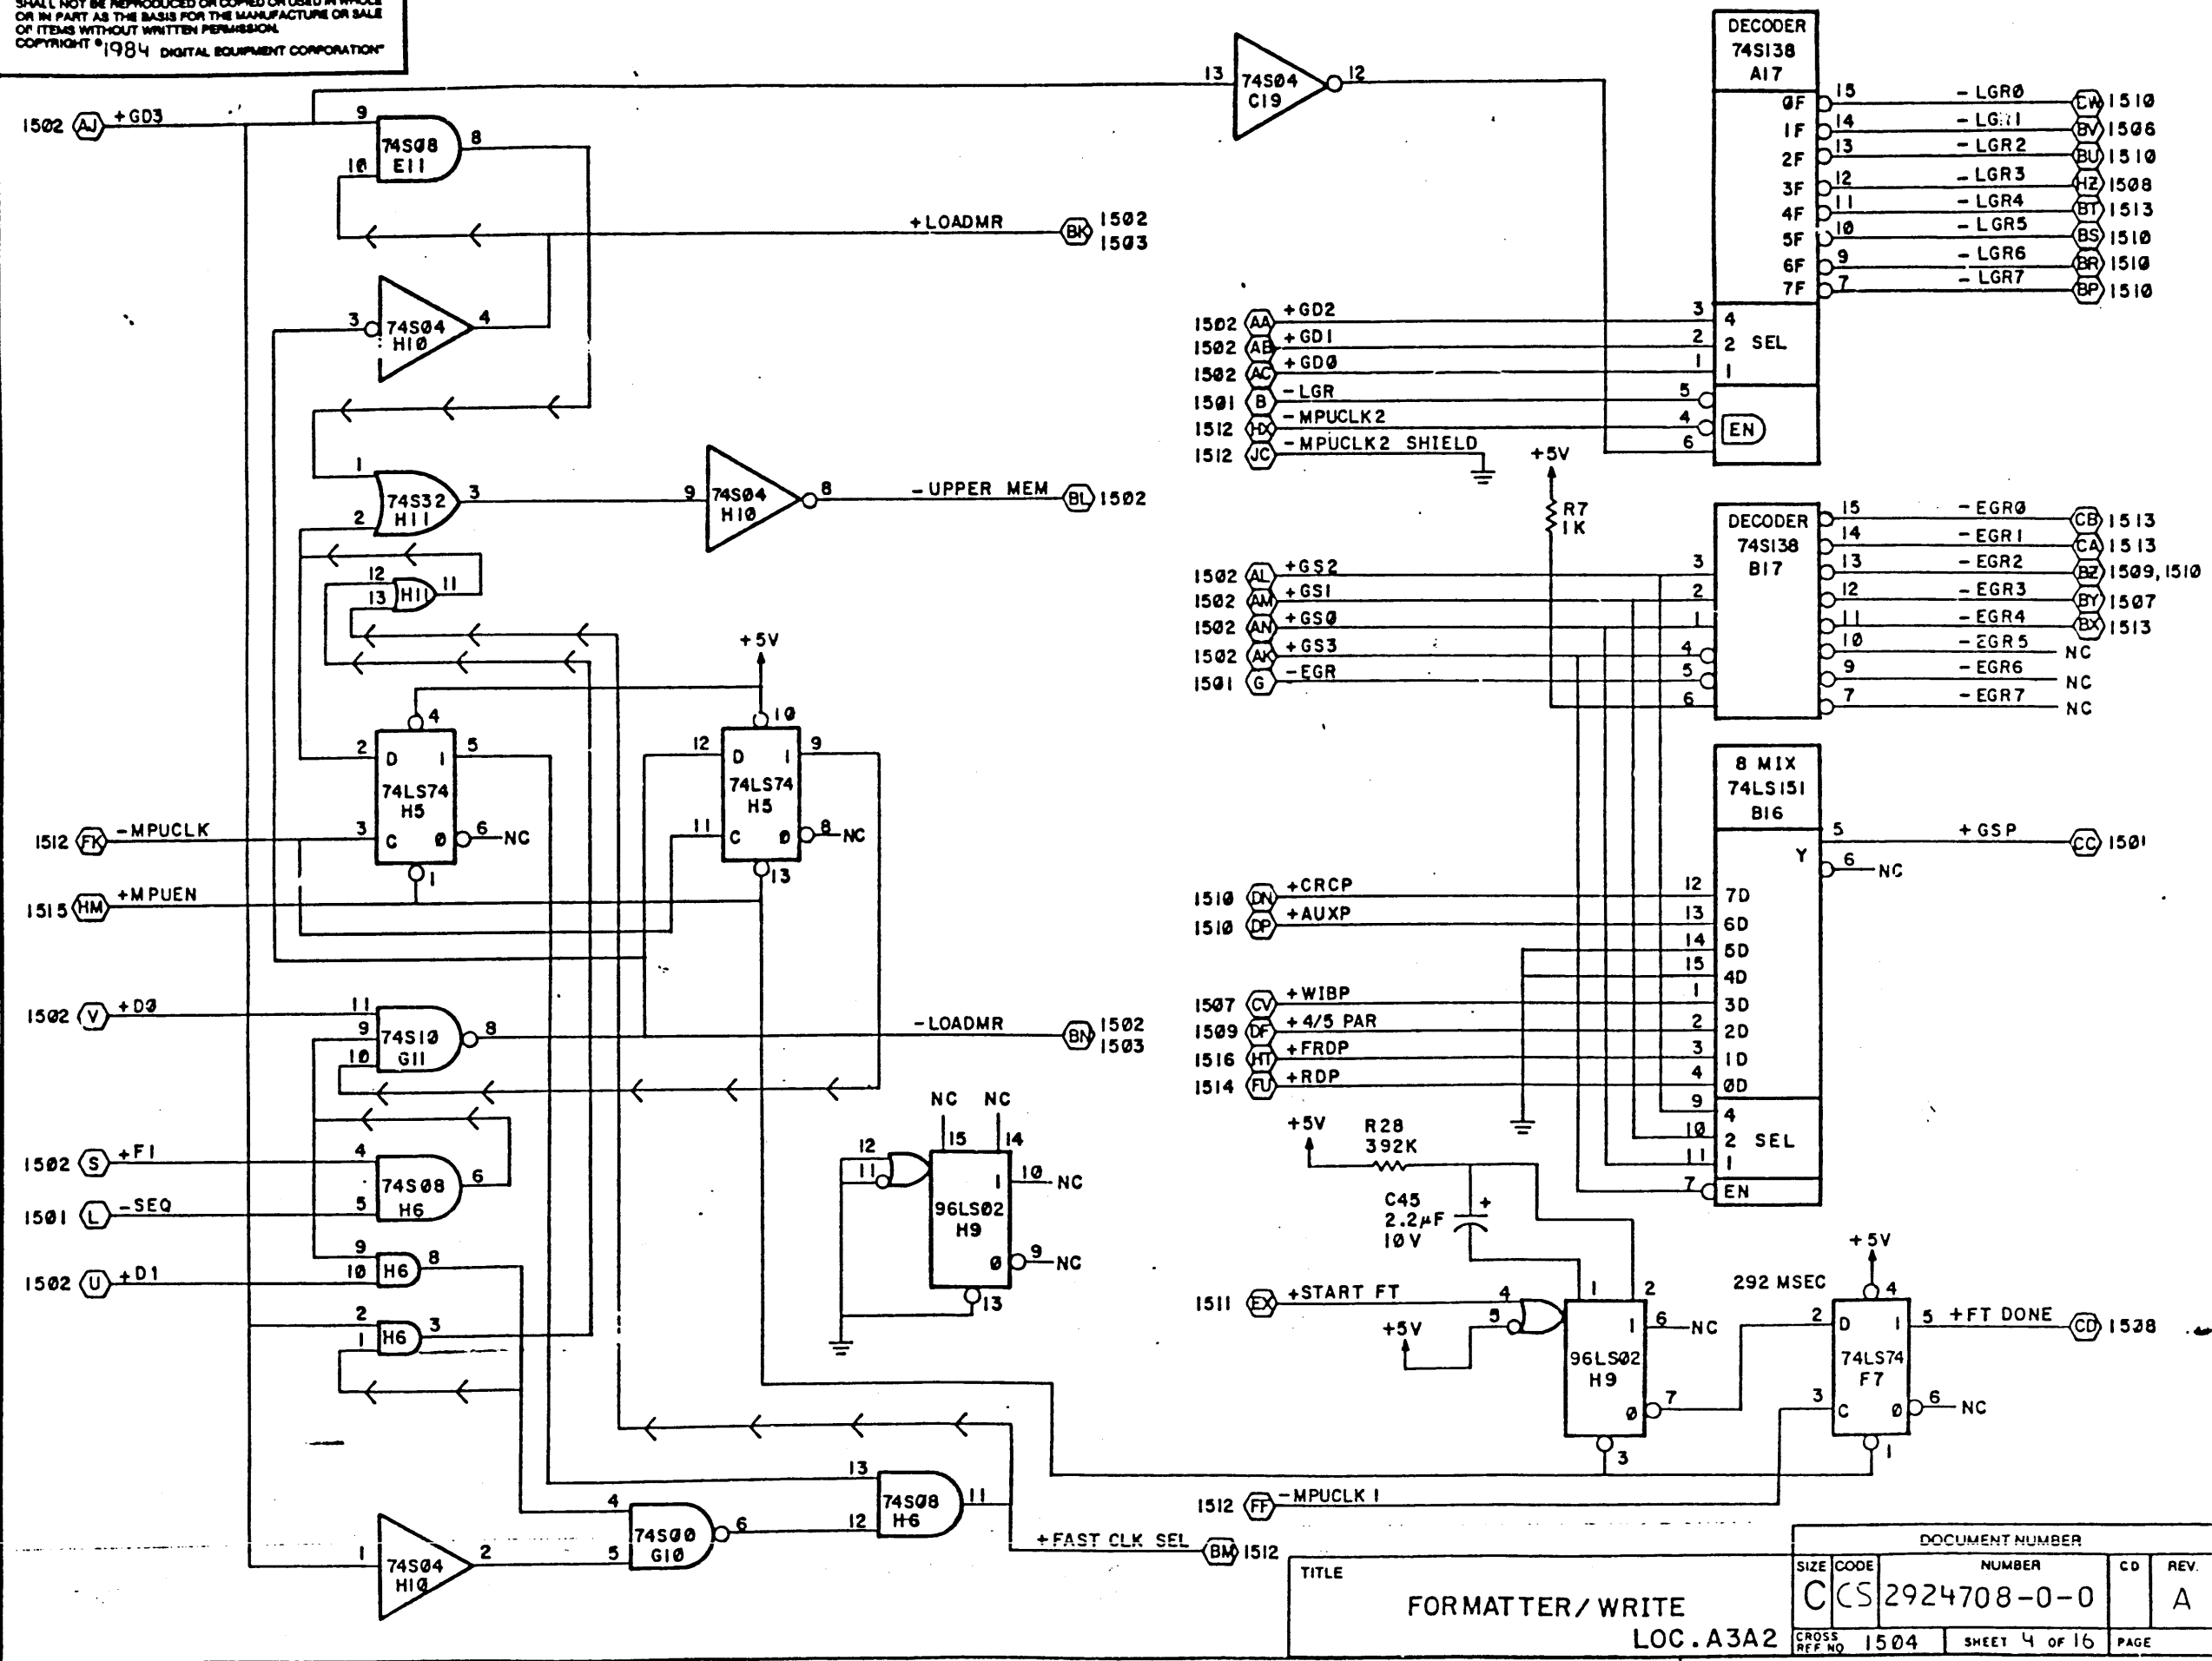 SHALL NOT BE REPRODUCED OR COPIED OR USED IN WHOLE
OR IN PART AS THE BASIS FOR THE MANUFACTURE OR SALE
OF ITEMS WITHOUT WRITTEN PERMISSION.
COPYRIGHT © 1984 DIGITAL EQUIPMENT CORPORATION"
1502 AJ +GD3
9
10
74S08
E11
8
+LOADMR BK 1502
1503
3 74S04 4
H10
1
2
74S32
H11
3
9 74S04 8
H10
-UPPER MEM BL 1502
12
13
H11
11
+5V
4
2 D 1 5
74LS74
H5
3 C Ø 6 NC
1
10
12 D 1 9
74LS74
H5
11 C Ø 8 NC
13
1512 FK -MPUCLK
1515 HM +MPUEN
1502 V +DØ
11
9
10
74S10
G11
8
-LOADMR BN 1502
1503
1502 S +F1
1501 L -SEQ
4
5
74S08
H6
6
9
10
H6
8
1502 U +D1
2
1
H6
3
NC NC
15 14
12
11
1 10 NC
96LS02
H9
Ø 9 NC
13
13
12
74S08
H6
11
4
5
74S00
G10
6
1 74S04 2
H10
+FAST CLK SEL BM 1512
13 74S04 12
C19
DECODER
74S138
A17
ØF 15 -LGRØ CW 1510
1F 14 BV 1506
2F 13 -LGR2 BU 1510
3F 12 -LGR3 HZ 1508
4F 11 -LGR4 BT 1513
5F 10 -LGR5 BS 1510
6F 9 -LGR6 BR 1510
7F 7 -LGR7 BP 1510
1502 AA +GD2 3 4
1502 AB +GD1 2 2 SEL
1502 AC +GDØ 1 1
1501 B -LGR 5
1512 HX -MPUCLK2 4 EN
1512 JC -MPUCLK2 SHIELD 6
+5V
R7
1K
DECODER
74S138
B17
15 -EGRØ CB 1513
14 -EGR1 CA 1513
13 -EGR2 BZ 1509,1510
12 -EGR3 BY 1507
11 -EGR4 BX 1513
10 -EGR5 NC
9 -EGR6 NC
7 -EGR7 NC
1502 AL +GS2 3
1502 AM +GS1 2
1502 AN +GSØ 1
1502 AK +GS3 4
1501 G -EGR 5
6
8 MIX
74LS151
B16
Y 5 +GSP CC 1501
6 NC
1510 DN +CRCP 12 7D
1510 DP +AUXP 13 6D
14 5D
15 4D
1507 CV +WIBP 1 3D
1509 DF +4/5 PAR 2 2D
1516 HT +FRDP 3 1D
1514 FU +RDP 4 ØD
9 4
10 2 SEL
11 1
7 EN
+5V
R28
392K
C45 +
2.2µF
10V
1511 EX +START FT 4
+5V 5
1 2
1 6 NC
96LS02
H9
Ø 7
3
292 MSEC
+5V
4
2 D 1 5 +FT DONE CD 1508
74LS74
F7
3 C Ø 6 NC
1
1512 FF -MPUCLK1
TITLE
FORMATTER/WRITE
LOC.A3A2
DOCUMENT NUMBER
SIZE CODE NUMBER CD REV.
C CS 2924708-0-0 A
CROSS REF NO 1504 SHEET 4 OF 16 PAGE